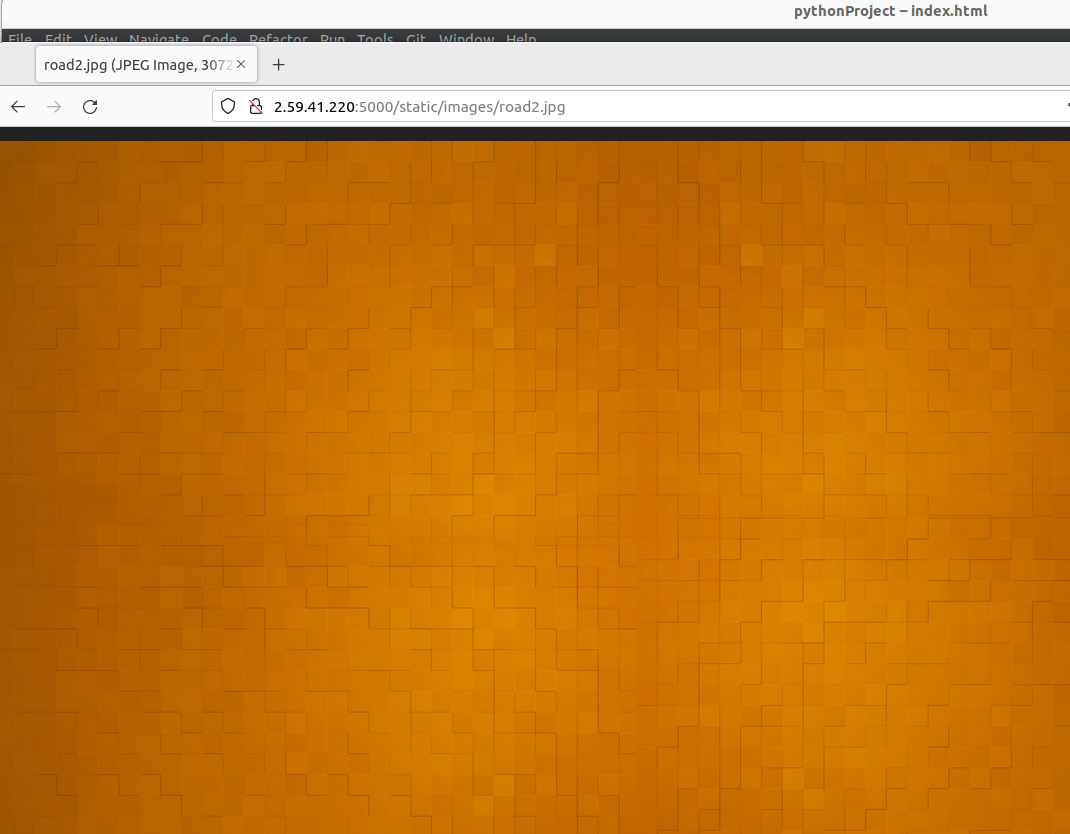 pythonProject – index.html
File Edit View Navigate Code Refactor Run Tools Git Window Help
road2.jpg (JPEG Image, 3072
2.59.41.220:5000/static/images/road2.jpg